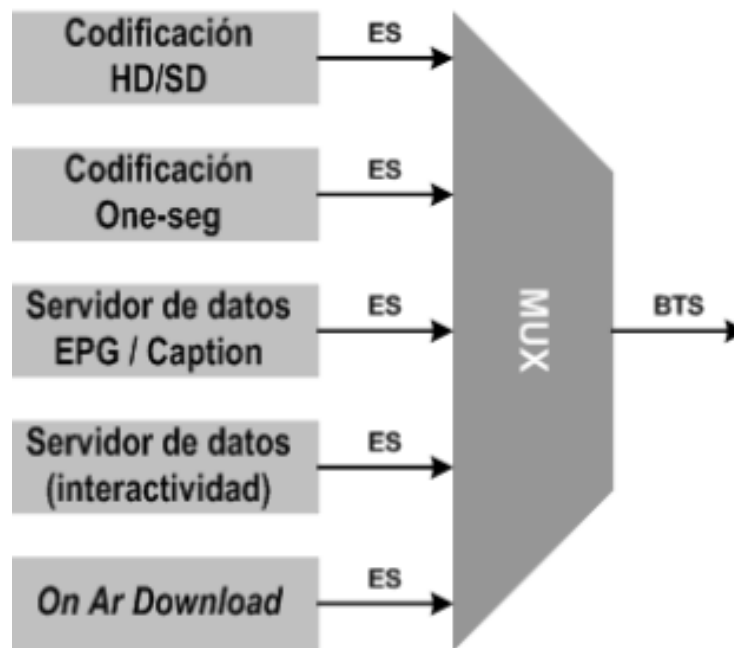 Codificación
HD/SD
ES
Codificación
One-seg
ES
Servidor de datos
EPG / Caption
ES
Servidor de datos
(interactividad)
ES
On Ar Download
ES
MUX
BTS